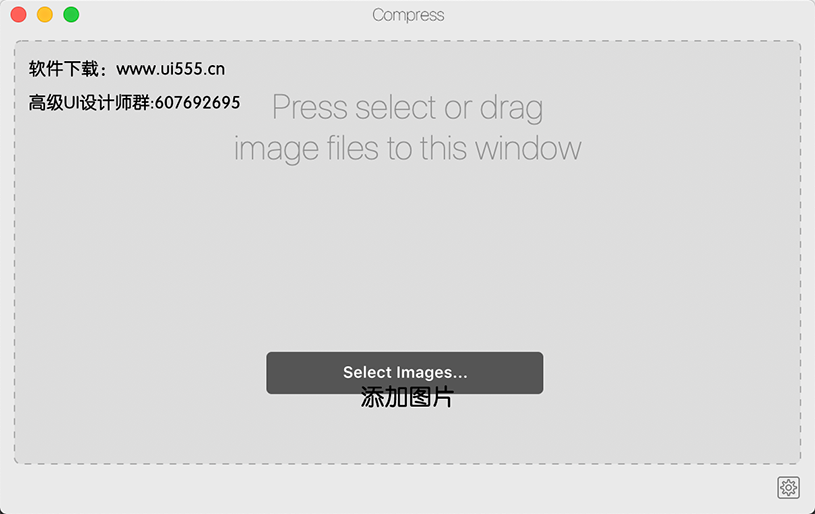 Compress
软件下载：www.ui555.cn
高级UI设计师群:607692695
Press select or drag
image files to this window
Select Images...
添加图片